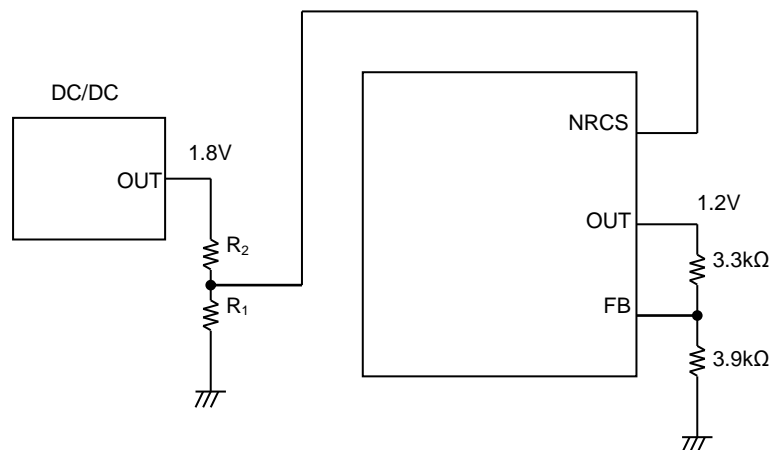 DC/DC
NRCS
1.8V
OUT
1.2V
OUT
R₂
3.3kΩ
R₁
FB
3.9kΩ